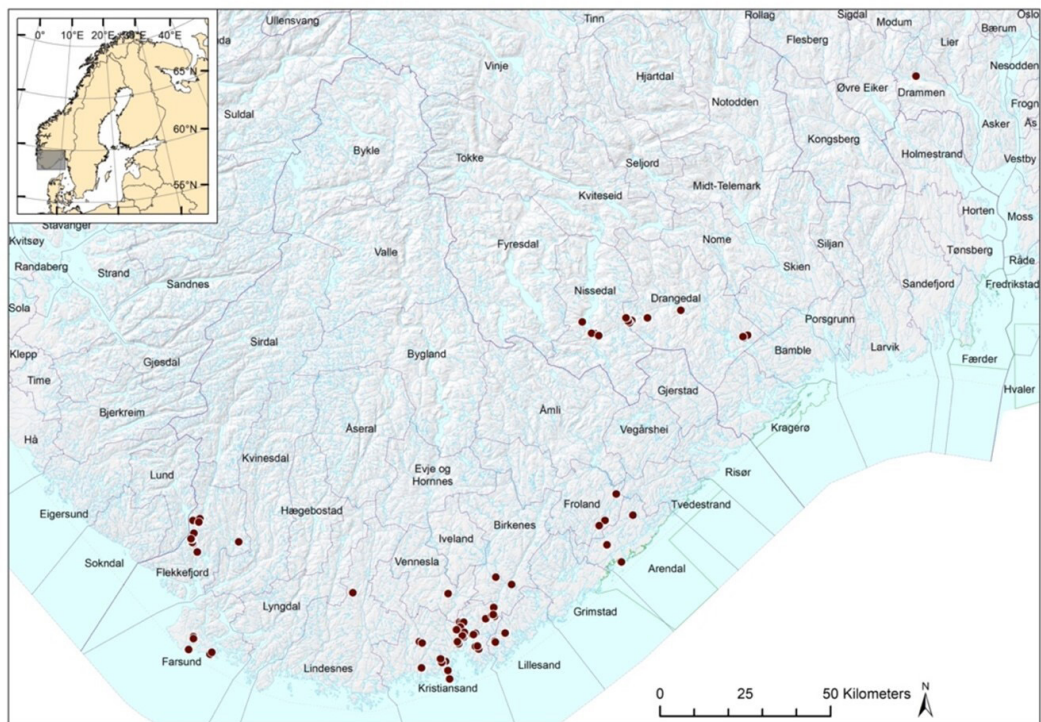 0° 10°E 20°E 30°E 40°E
65°N
60°N
55°N
Ullensvang
Tinn
Rollag
Sigdal
Modum
Oslo
Bærum
Lier
Flesberg
nda
Vinje
Hjartdal
Nesodden
Øvre Eiker
Drammen
Notodden
Frogn
Suldal
Ås
Asker
Kongsberg
Bykle
Tokke
Holmestrand
Vestby
Seljord
Midt-Telemark
Kviteseid
Horten
Moss
Stavanger
Kvitsøy
Fyresdal
Nome
Siljan
Tønsberg
Valle
Randaberg
Strand
Skien
Råde
Sandnes
Nissedal
Drangedal
Sandefjord
Fredrikstad
Sola
Porsgrunn
Sirdal
Bygland
Bamble
Larvik
Klepp
Gjesdal
Færder
Time
Gjerstad
Hvaler
Bjerkreim
Åmli
Åseral
Vegårshei
Kragerø
Hå
Kvinesdal
Evje og
Hornnes
Lund
Risør
Froland
Tvedestrand
Eigersund
Hægebostad
Birkenes
Iveland
Sokndal
Vennesla
Flekkefjord
Arendal
Lyngdal
Grimstad
Farsund
Lindesnes
Lillesand
Kristiansand
0 25 50 Kilometers
N